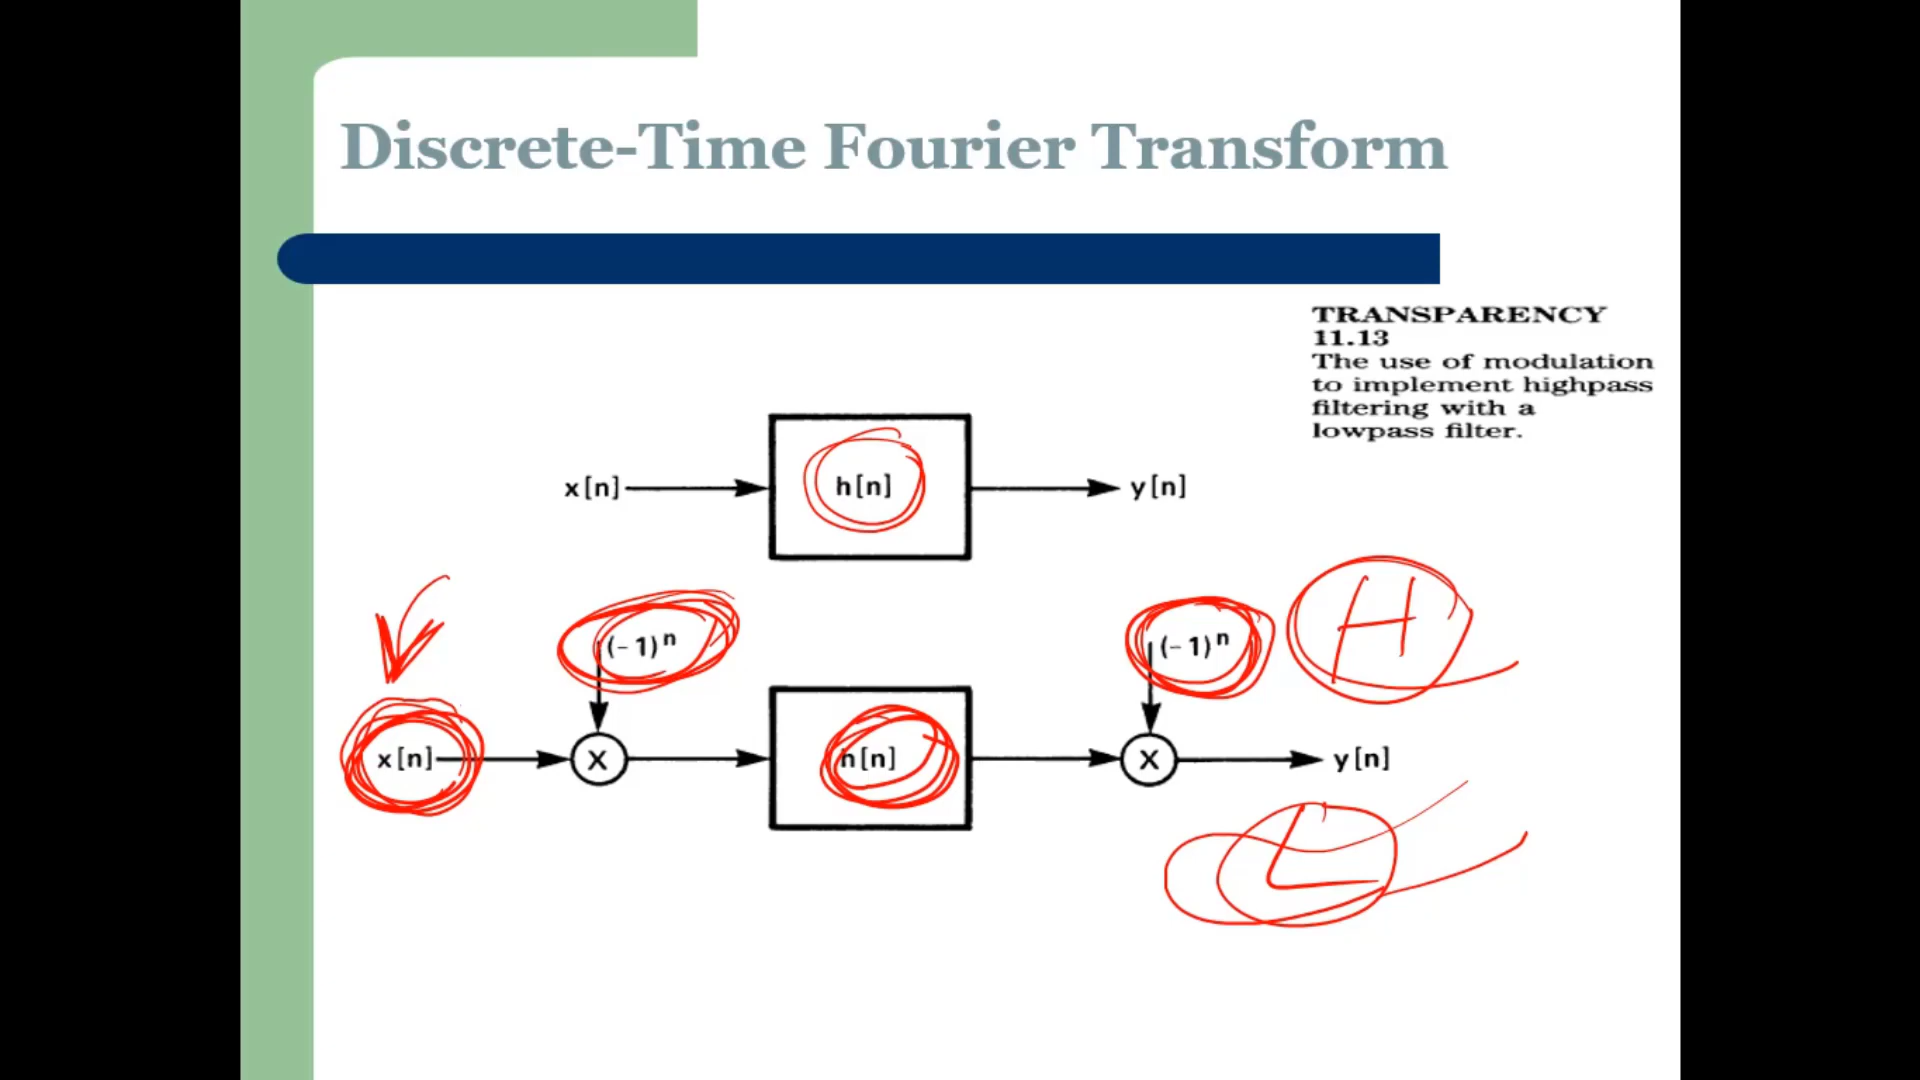 Discrete-Time Fourier Transform
TRANSPARENCY
11.13
The use of modulation
to implement highpass
filtering with a
lowpass filter.
x[n]
h[n]
y[n]
(-1)ⁿ
(-1)ⁿ
H
x[n]
X
h[n]
X
y[n]
L